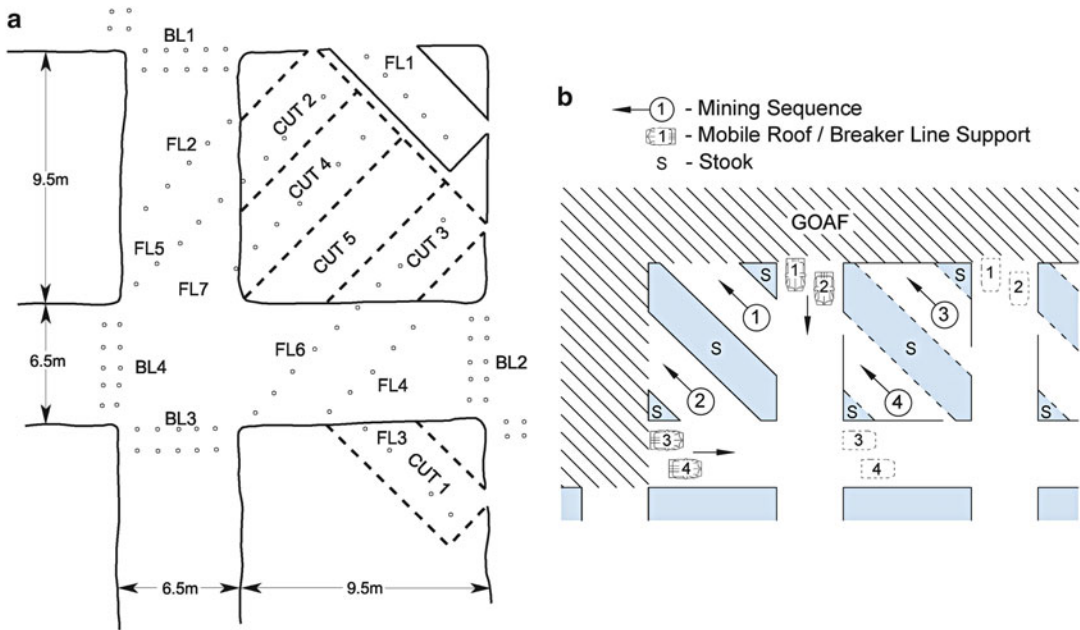 a
BL1
FL1
CUT 2
FL2
CUT 4
9.5m
CUT 5
CUT 3
FL5
FL7
6.5m
BL4
FL6
BL2
FL4
BL3
FL3
CUT 1
6.5m
9.5m
b
1 - Mining Sequence
1 - Mobile Roof / Breaker Line Support
S - Stook
GOAF
S 1 2 S 1 2
1 3
S S
2 4
S S S
3 3
4 4